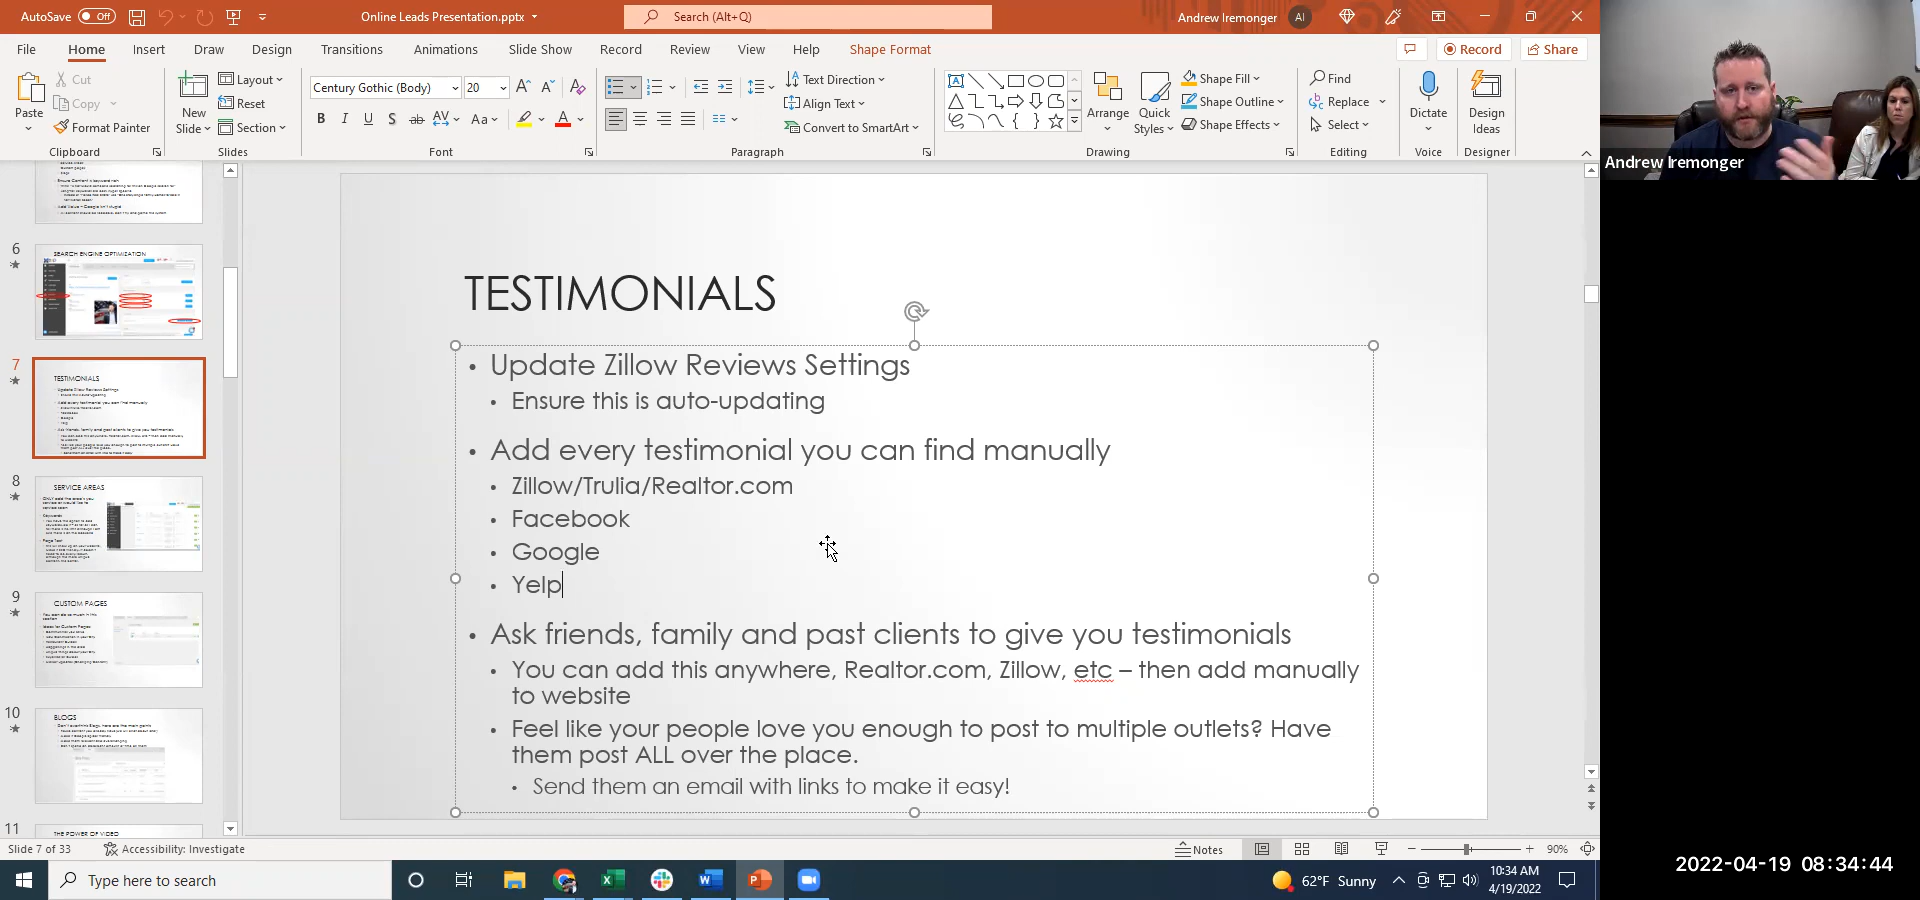 AutoSave Off
Online Leads Presentation.pptx
Search (Alt+Q)
Andrew Iremonger AI
File Home Insert Draw Design Transitions Animations Slide Show Record Review View Help Shape Format
Record Share
Paste
Cut
Copy
Format Painter
Clipboard
New Slide
Layout
Reset
Section
Slides
Century Gothic (Body) 20
Font
Text Direction
Align Text
Convert to SmartArt
Paragraph
Arrange
Quick Styles
Shape Fill
Shape Outline
Shape Effects
Drawing
Find
Replace
Select
Editing
Dictate
Voice
Design Ideas
Designer
Andrew Iremonger
6
SEARCH ENGINE OPTIMIZATION
7
TESTIMONIALS
8
SERVICE AREAS
9
CUSTOM PAGES
10
BLOGS
11
THE POWER OF VIDEO
TESTIMONIALS
• Update Zillow Reviews Settings
• Ensure this is auto-updating
• Add every testimonial you can find manually
• Zillow/Trulia/Realtor.com
• Facebook
• Google
• Yelp
• Ask friends, family and past clients to give you testimonials
• You can add this anywhere, Realtor.com, Zillow, etc – then add manually
to website
• Feel like your people love you enough to post to multiple outlets? Have
them post ALL over the place.
• Send them an email with links to make it easy!
Slide 7 of 33
Accessibility: Investigate
Notes
90%
Type here to search
62°F Sunny
10:34 AM
4/19/2022
2022-04-19 08:34:44